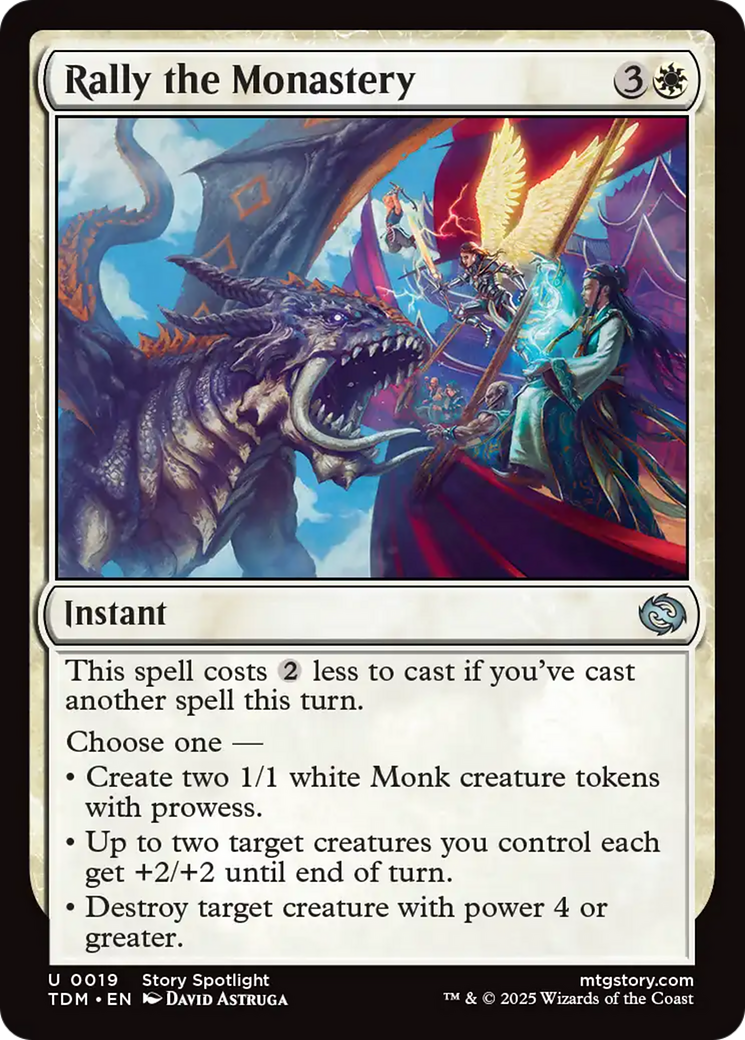 Rally the Monastery 3
Instant
This spell costs 2 less to cast if you've cast
another spell this turn.
Choose one —
• Create two 1/1 white Monk creature tokens
with prowess.
• Up to two target creatures you control each
get +2/+2 until end of turn.
• Destroy target creature with power 4 or
greater.
U 0019 Story Spotlight mtgstory.com
TDM • EN David Astruga ™ & © 2025 Wizards of the Coast